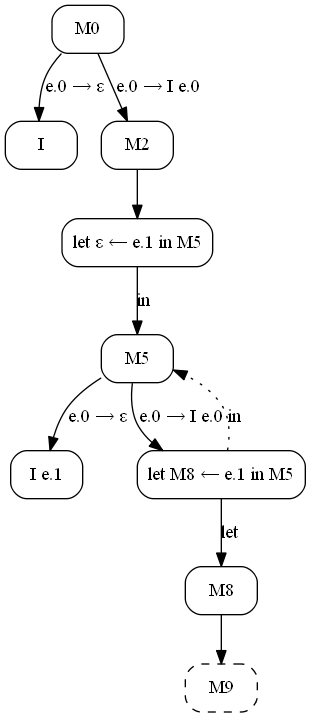 M0
e.0 → ε
e.0 → I e.0
I
M2
let ε ← e.1 in M5
in
M5
e.0 → ε
e.0 → I e.0
in
I e.1
let M8 ← e.1 in M5
let
M8
M9